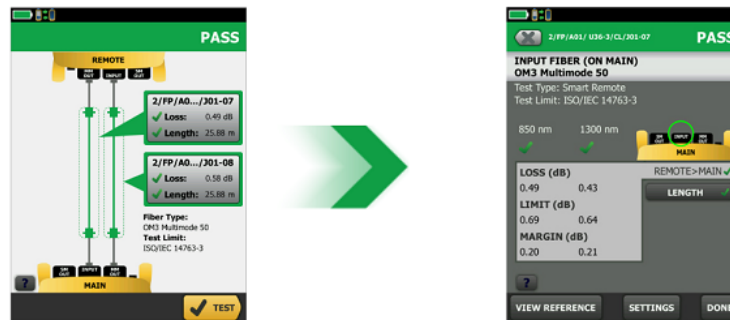 PASS
REMOTE
MM OUT INPUT SM OUT
2/FP/A0.../J01-07
Loss: 0.49 dB
Length: 25.88 m
2/FP/A0.../J01-08
Loss: 0.58 dB
Length: 25.88 m
Fiber Type:
OM3 Multimode 50
Test Limit:
ISO/IEC 14763-3
SM OUT INPUT MM OUT
MAIN
?
TEST
2/FP/A01/ U36-3/CL/J01-07
PASS
INPUT FIBER (ON MAIN)
OM3 Multimode 50
Test Type: Smart Remote
Test Limit: ISO/IEC 14763-3
850 nm 1300 nm
SM OUT INPUT MM OUT
MAIN
LOSS (dB)
0.49 0.43
LIMIT (dB)
0.69 0.64
MARGIN (dB)
0.20 0.21
REMOTE>MAIN
LENGTH
?
VIEW REFERENCE SETTINGS DONE